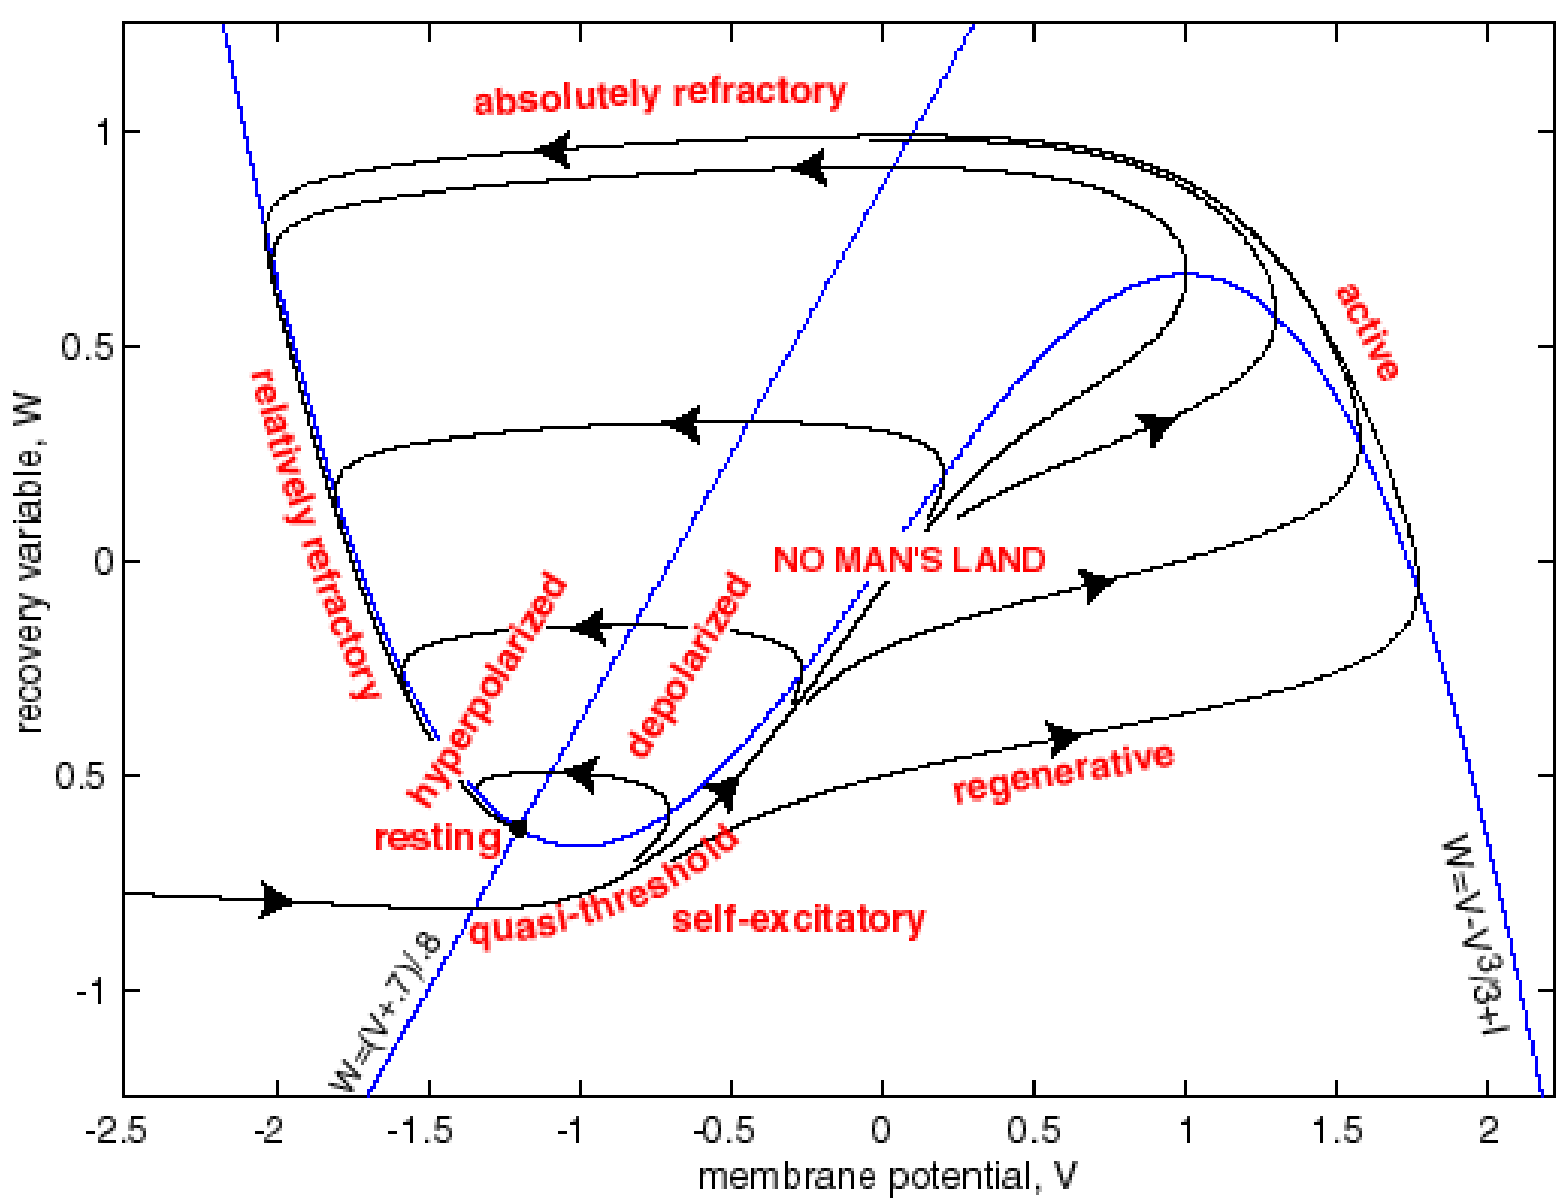 absolutely refractory
1
active
0.5
relatively refractory
recovery variable, W
NO MAN'S LAND
0
hyperpolarized
depolarized
0.5
regenerative
resting
quasi-threshold
self-excitatory
W=(V+.7)/.8
W=V-V/3/3+I
-1
-2.5 -2 -1.5 -1 -0.5 0 0.5 1 1.5 2
membrane potential, V